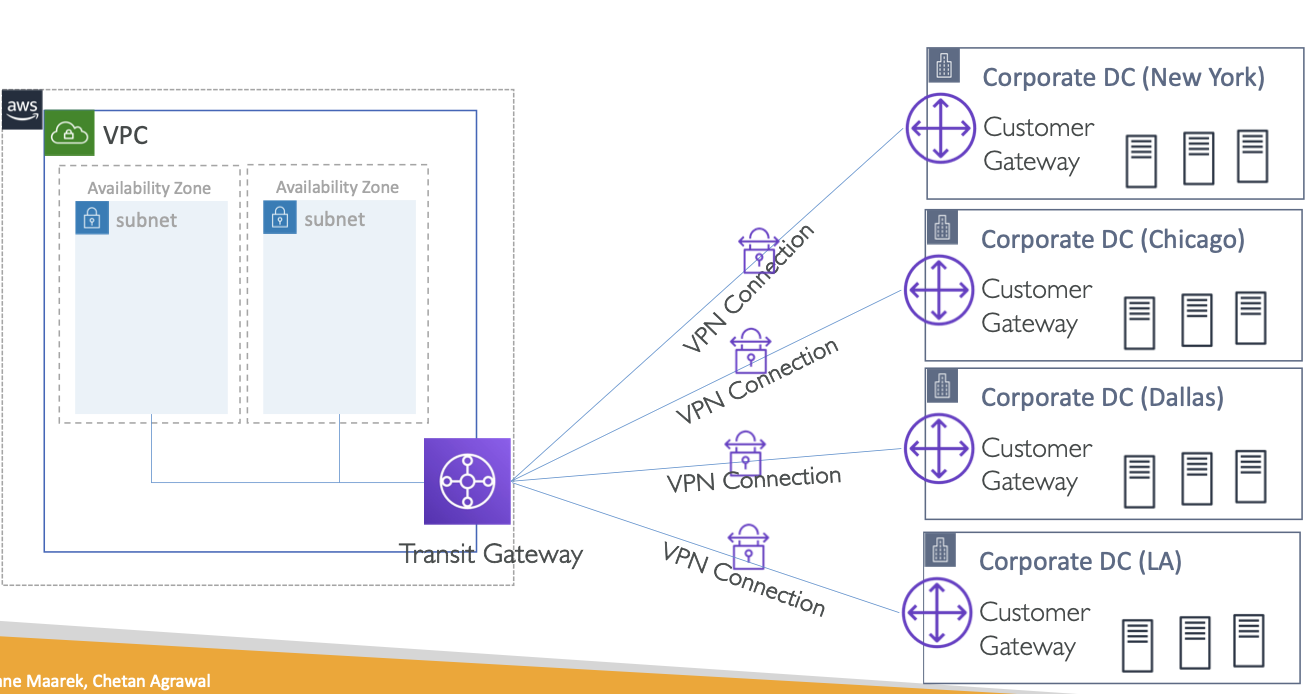 aws
VPC
Availability Zone
subnet
Availability Zone
subnet
Transit Gateway
VPN Connection
VPN Connection
VPN Connection
VPN Connection
Corporate DC (New York)
Customer
Gateway
Corporate DC (Chicago)
Customer
Gateway
Corporate DC (Dallas)
Customer
Gateway
Corporate DC (LA)
Customer
Gateway
Maarek, Chetan Agrawal